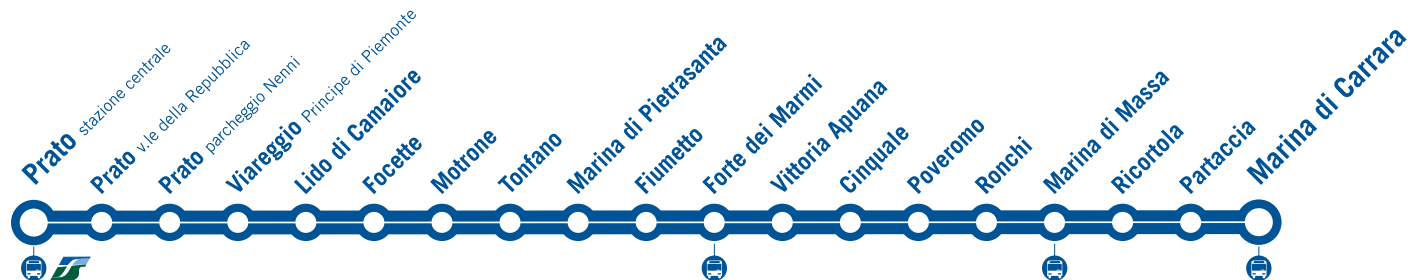 Prato stazione centrale
Prato v.le della Repubblica
Prato parcheggio Nenni
Viareggio Principe di Piemonte
Lido di Camaiore
Focette
Motrone
Tonfano
Marina di Pietrasanta
Fiumetto
Forte dei Marmi
Vittoria Apuana
Cinquale
Poveromo
Ronchi
Marina di Massa
Ricortola
Partaccia
Marina di Carrara